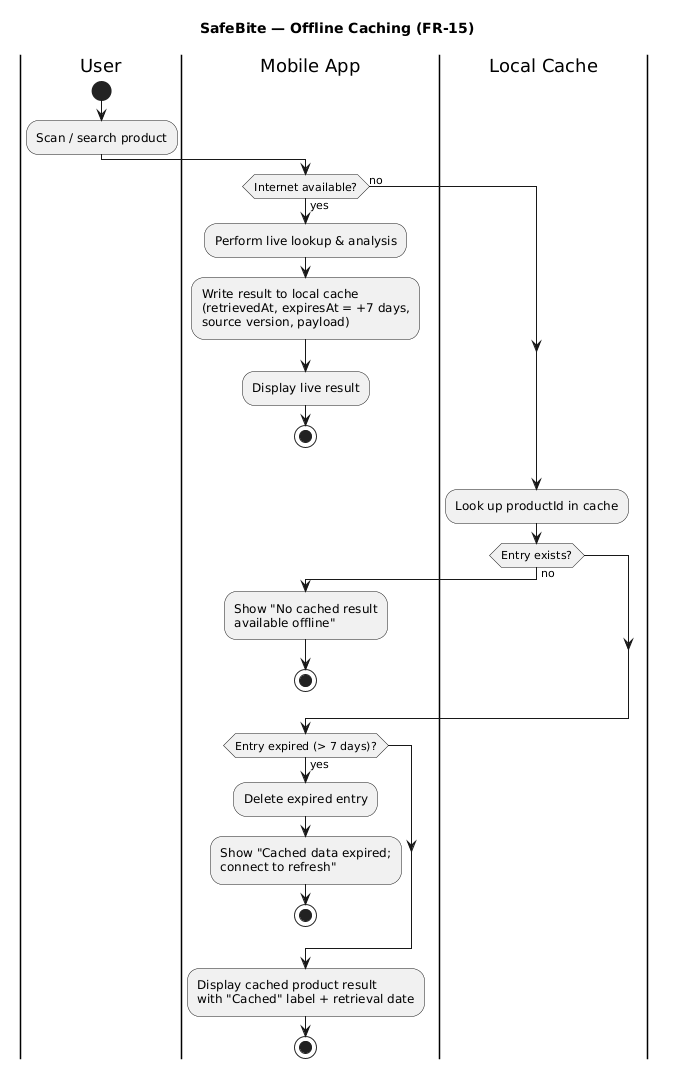 SafeBite — Offline Caching (FR-15)
User
Mobile App
Local Cache
Scan / search product
Internet available?
no
yes
Perform live lookup & analysis
Write result to local cache
(retrievedAt, expiresAt = +7 days,
source version, payload)
Display live result
Look up productId in cache
Entry exists?
no
Show "No cached result
available offline"
Entry expired (> 7 days)?
yes
Delete expired entry
Show "Cached data expired;
connect to refresh"
Display cached product result
with "Cached" label + retrieval date